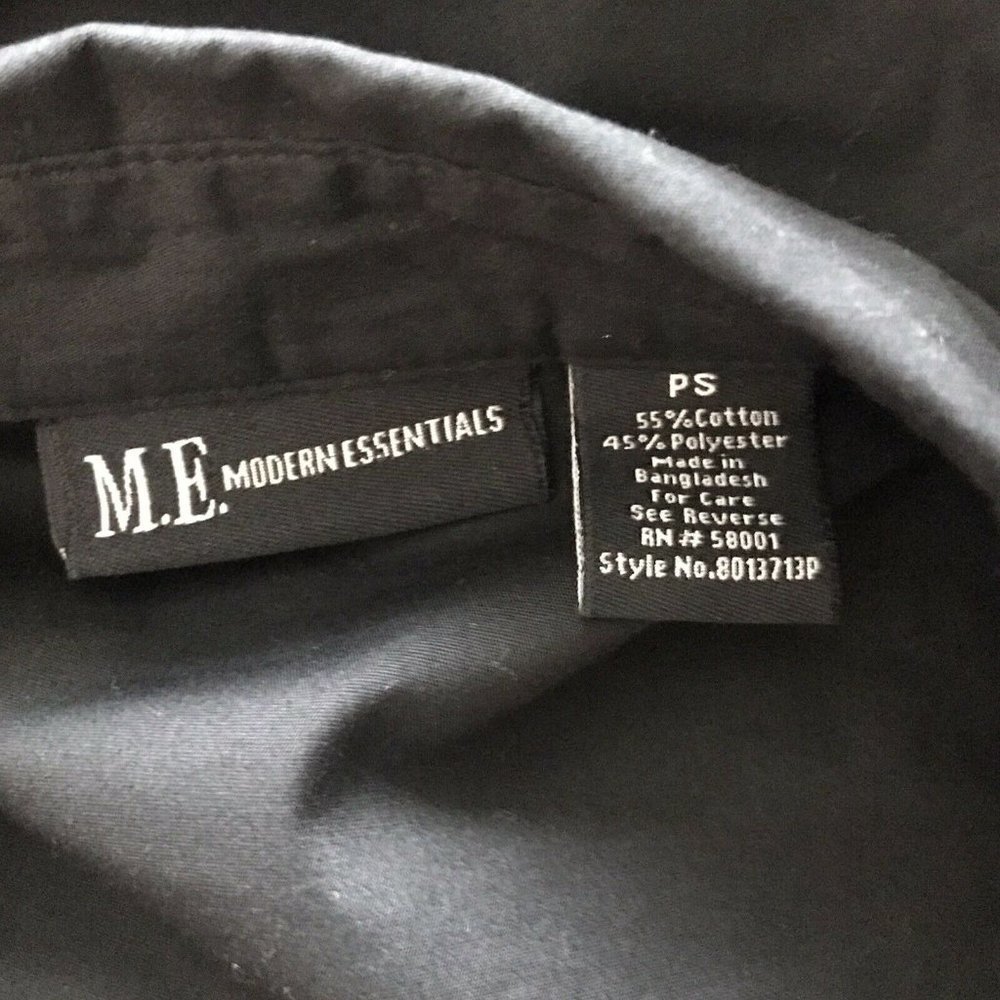 M.E. MODERN ESSENTIALS
PS
55% Cotton
45% Polyester
Made in
Bangladesh
For Care
See Reverse
RN # 58001
Style No.8013713P